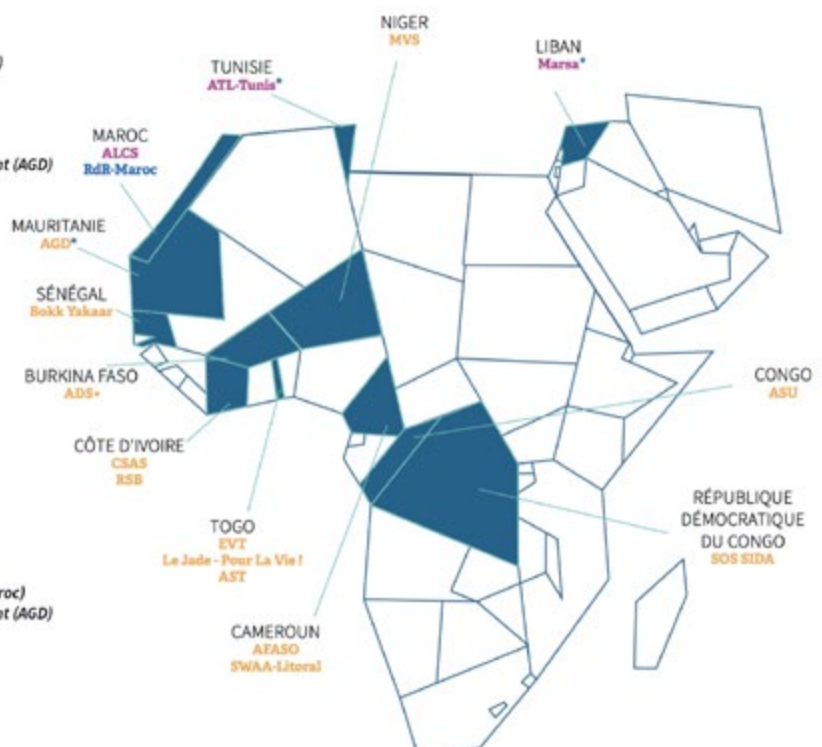 )
nt (AGD)
NIGER
MVS
LIBAN
Marsa*
TUNISIE
ATL-Tunis*
MAROC
ALCS
RdR-Maroc
MAURITANIE
AGD*
SÉNÉGAL
Bokk Yakaar
BURKINA FASO
ADS+
CÔTE D'IVOIRE
CSAS
RSB
TOGO
EVT
Le Jade - Pour La Vie !
AST
CAMEROUN
AFASO
SWAA-Litoral
CONGO
ASU
RÉPUBLIQUE
DÉMOCRATIQUE
DU CONGO
SOS SIDA
roc)
nt (AGD)